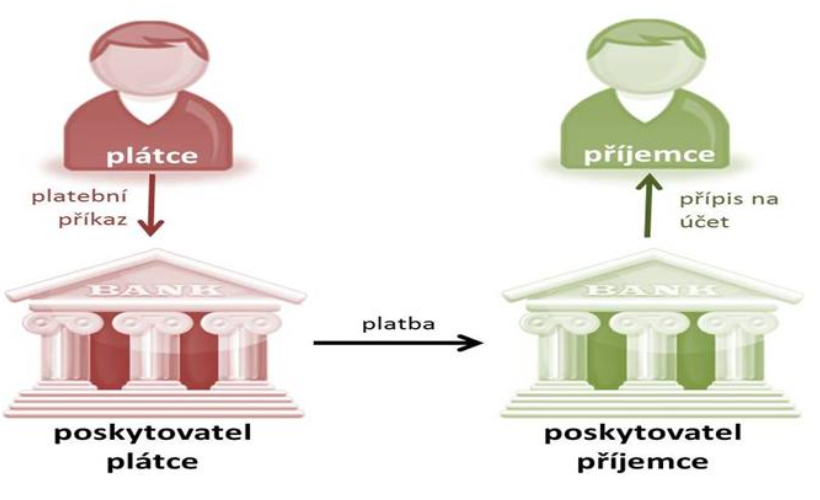 plátce
příjemce
platební
příkaz
přípis na
účet
BANK
BANK
platba
poskytovatel
plátce
poskytovatel
příjemce